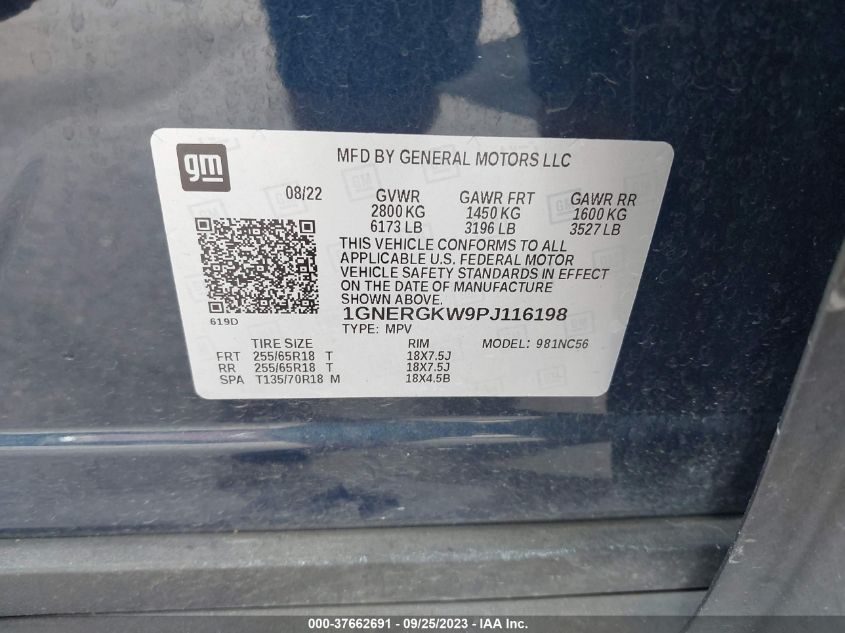 gm
MFD BY GENERAL MOTORS LLC
08/22
GVWR GAWR FRT GAWR RR
2800 KG 1450 KG 1600 KG
6173 LB 3196 LB 3527 LB
THIS VEHICLE CONFORMS TO ALL
APPLICABLE U.S. FEDERAL MOTOR
VEHICLE SAFETY STANDARDS IN EFFECT
ON THE DATE OF MANUFACTURE
SHOWN ABOVE.
619D
1GNERGKW9PJ116198
TYPE: MPV
TIRE SIZE RIM MODEL: 981NC56
FRT 255/65R18 T 18X7.5J
RR 255/65R18 T 18X7.5J
SPA T135/70R18 M 18X4.5B
000-37662691 - 09/25/2023 - © IAA Holdings, LLC.